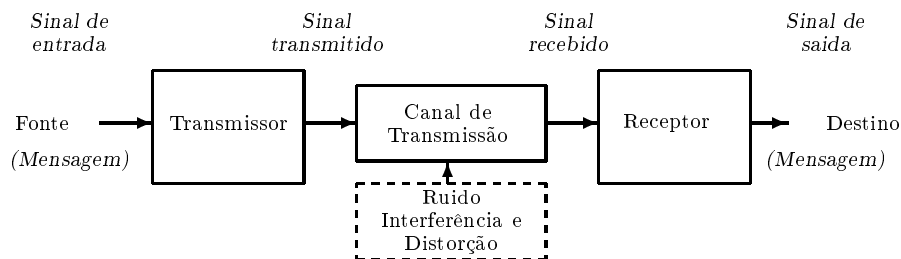 Sinal de
entrada
Sinal
transmitido
Sinal
recebido
Sinal de
saida
Fonte
(Mensagem)
Transmissor
Canal de
Transmissão
Receptor
Destino
(Mensagem)
Ruido
Interferência e
Distorção